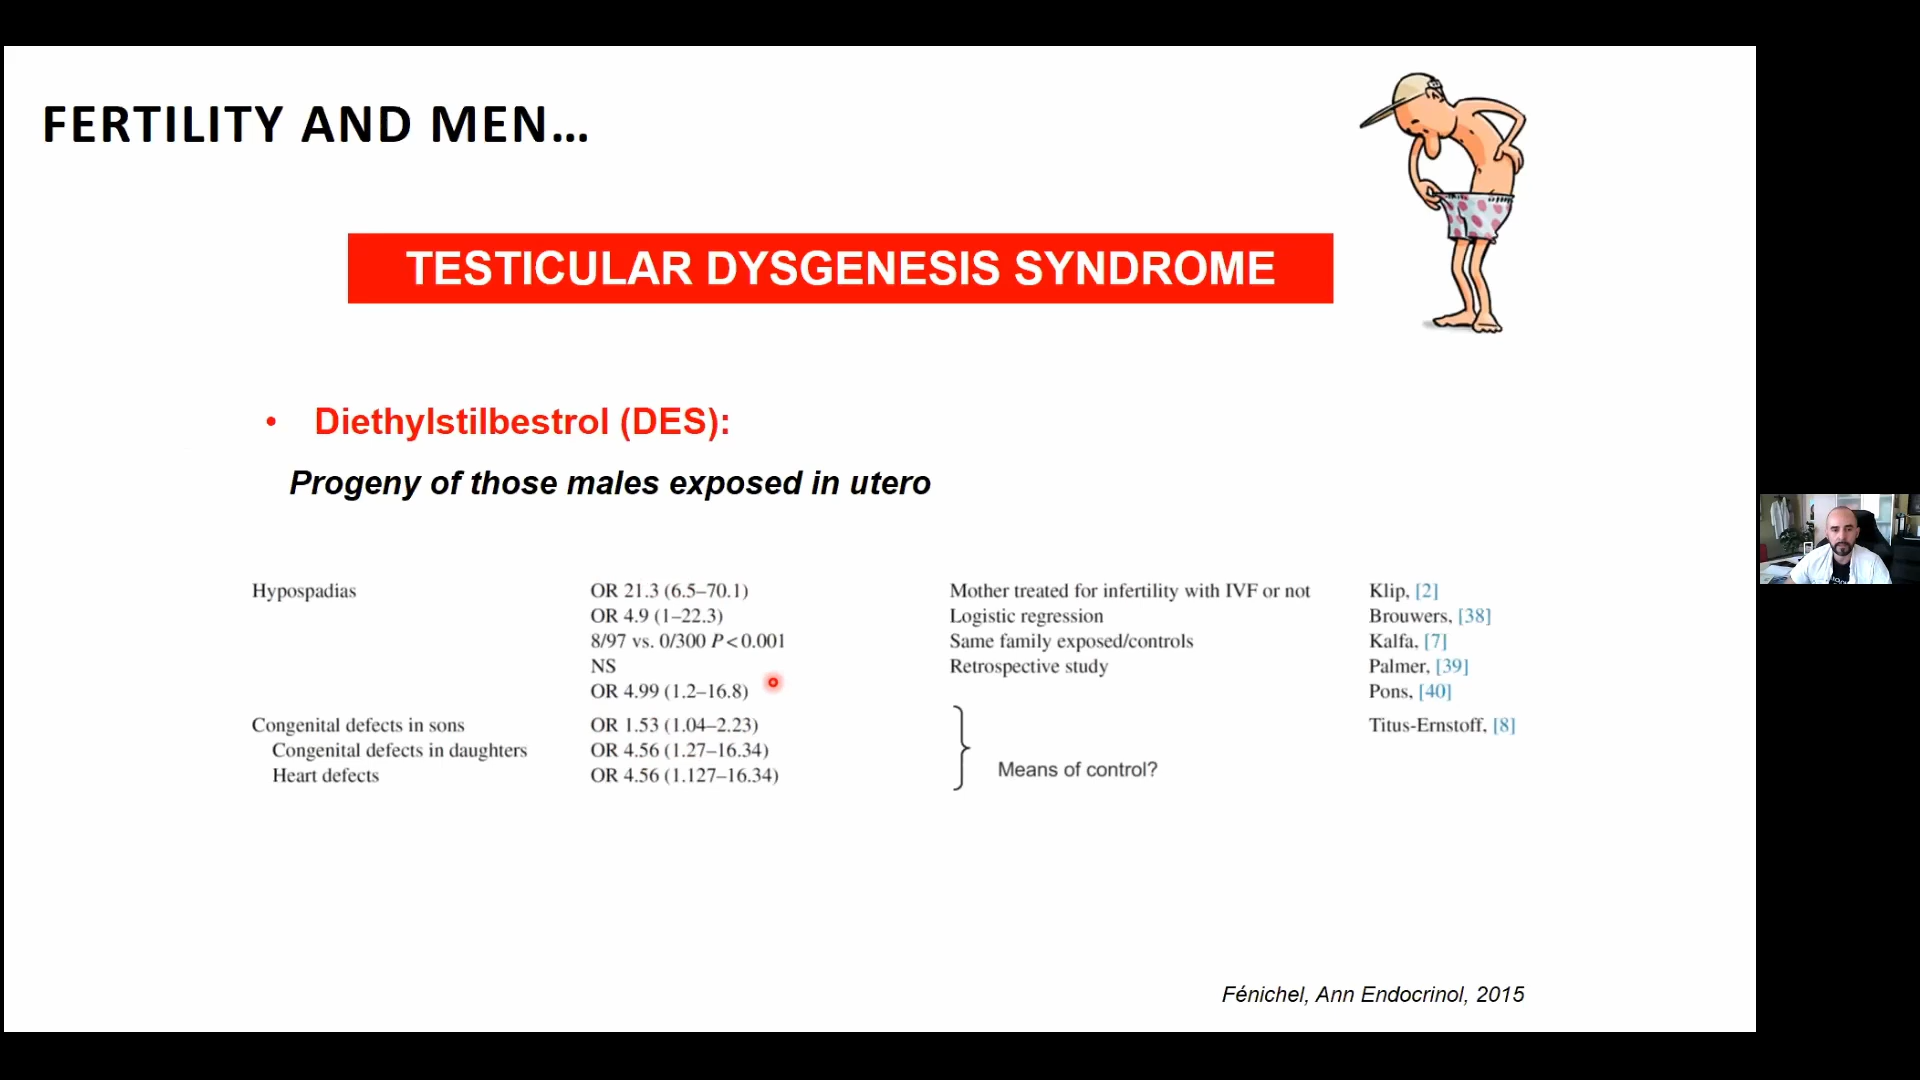 FERTILITY AND MEN…
TESTICULAR DYSGENESIS SYNDROME
• Diethylstilbestrol (DES):
Progeny of those males exposed in utero
Hypospadias OR 21.3 (6.5–70.1) Mother treated for infertility with IVF or not Klip, [2]
OR 4.9 (1–22.3) Logistic regression Brouwers, [38]
8/97 vs. 0/300 P<0.001 Same family exposed/controls Kalfa, [7]
NS Retrospective study Palmer, [39]
OR 4.99 (1.2–16.8) Pons, [40]
Congenital defects in sons OR 1.53 (1.04–2.23) Titus-Ernstoff, [8]
Congenital defects in daughters OR 4.56 (1.27–16.34)
Heart defects OR 4.56 (1.127–16.34) Means of control?
Fénichel, Ann Endocrinol, 2015